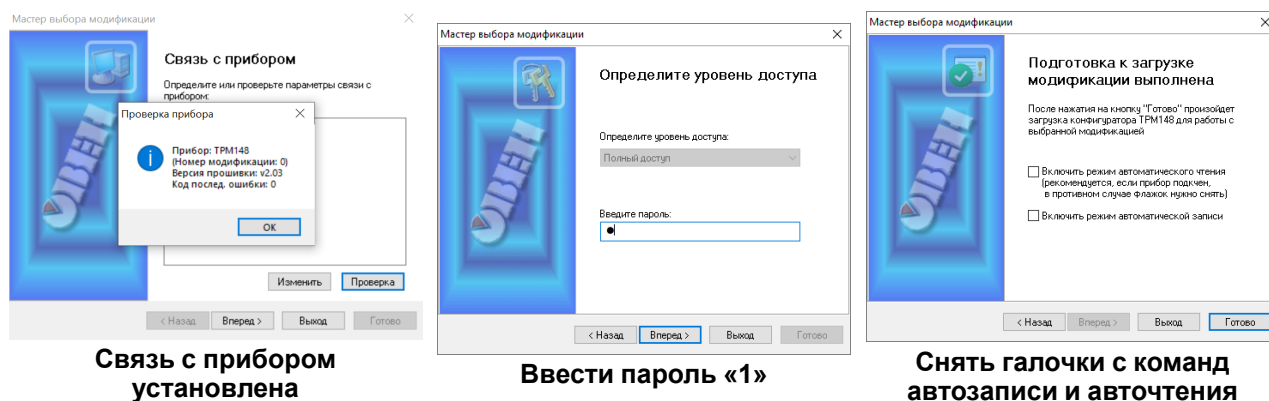 Мастер выбора модификации
Связь с прибором
Определите или проверьте параметры связи с
прибором:
Проверка прибора
Прибор: ТРМ148
(Номер модификации: 0)
Версия прошивки: v2.03
Код послед. ошибки: 0
OK
Изменить
Проверка
< Назад
Вперед >
Выход
Готово
Связь с прибором
установлена
Мастер выбора модификации
Определите уровень доступа
Определите уровень доступа:
Полный доступ
Введите пароль:
< Назад
Вперед >
Выход
Готово
Ввести пароль «1»
Мастер выбора модификации
Подготовка к загрузке
модификации выполнена
После нажатия на кнопку "Готово" произойдет
загрузка конфигуратора ТРМ148 для работы с
выбранной модификацией
Включить режим автоматического чтения
(рекомендуется, если прибор подкчен,
в противном случае флажок нужно снять)
Включить режим автоматической записи
< Назад
Вперед >
Выход
Готово
Снять галочки с команд
автозаписи и авточтения
ОВЕН
ОВЕН
ОВЕН